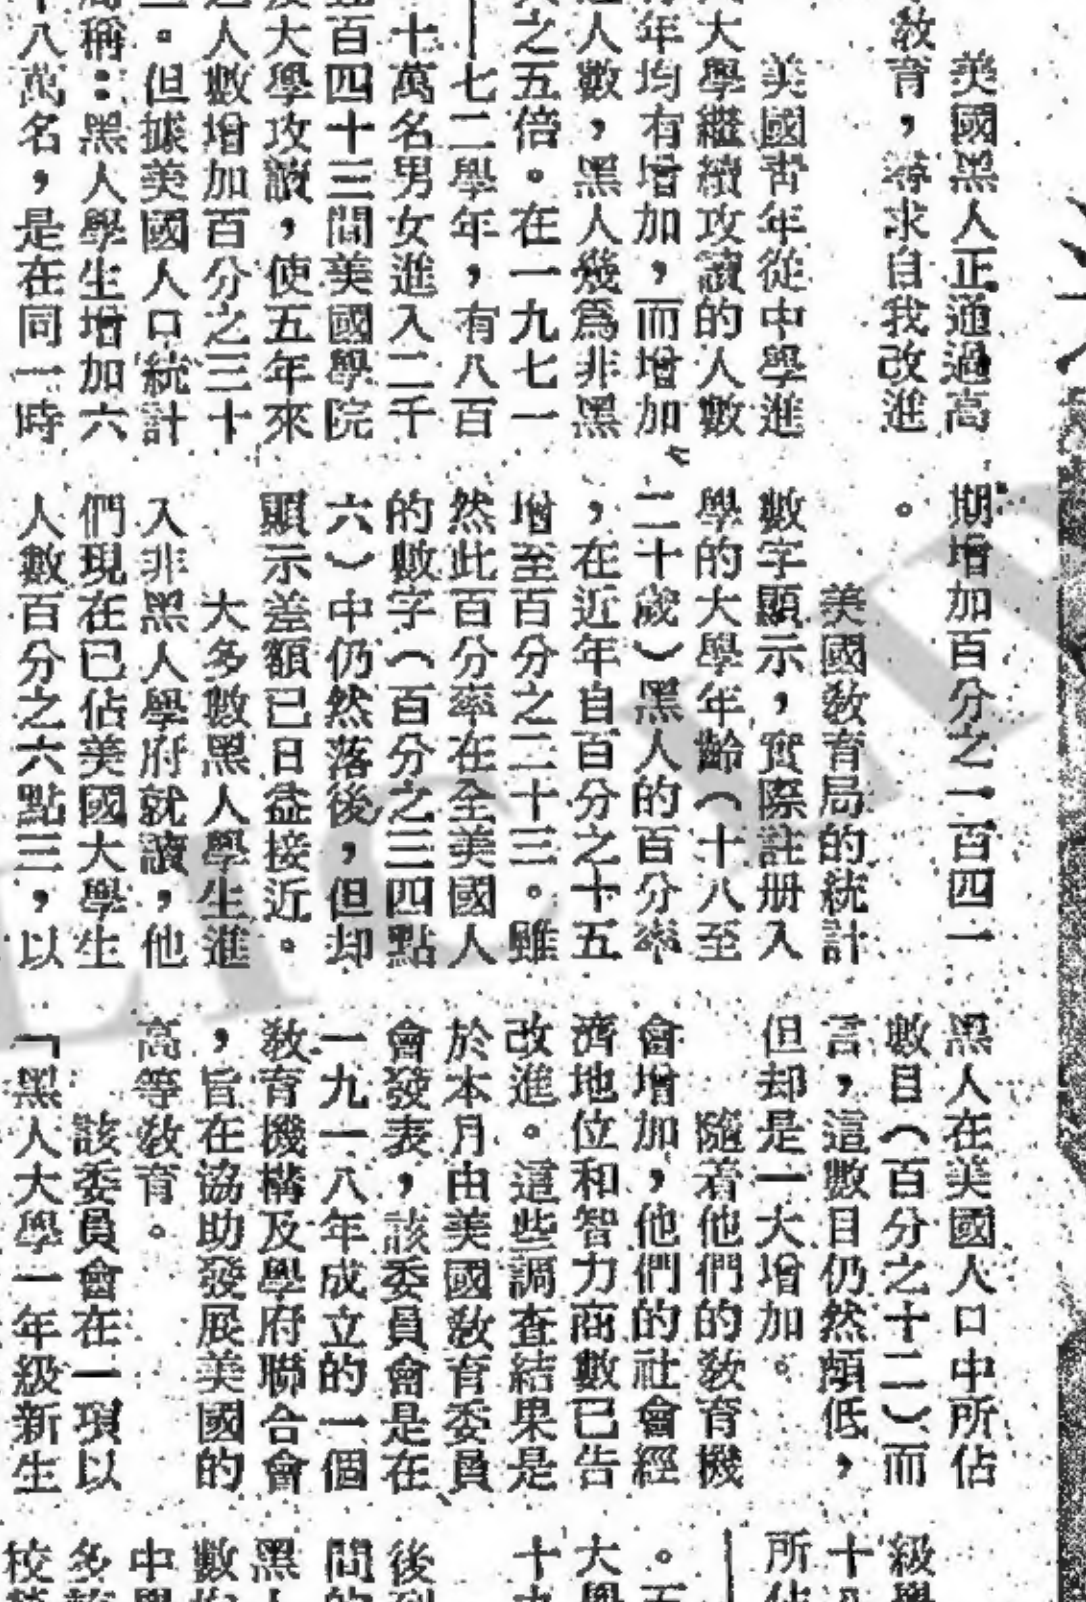 美國黑人正通過高
教育,尋求自我改進
美國青年從中學進
大學繼續攻讀的人數
年均有增加,而增加
人數,黑人幾爲非黑
之五倍。在一九七一
—七二學年,有八百
十萬名男女進入二千
百四十三間美國學院
大學攻讀,使五年來
人數增加百分之三十
。但據美國人口統計
稱:黑人學生增加六
八萬名,是在同一時
期增加百分之一百四一
。
美國教育局的統計
數字顯示,實際註册入
學的大學年齡(十八至
二十歲)黑人的百分率
,在近年自百分之十五
增至百分之二十三。雖
然此百分率在全美國人
的數字(百分之三四點
六)中仍然落後,但却
顯示差額已日益接近。
大多數黑人學生進
入非黑人學府就讀,他
們現在已佔美國大學生
人數百分之六點三,以
黑人在美國人口中所佔
數目(百分之十二)而
言,這數目仍然頗低,
但却是一大增加。
隨着他們的教育機
會增加,他們的社會經
濟地位和智力商數已告
改進。這些調查結果是
於本月由美國教育委員
會發表,該委員會是在
一九一八年成立的一個
教育機構及學府聯合會
,旨在協助發展美國的
高等教育。
該委員會在一項以
「黑人大學一年級新生
級學
十
所佔
。
大學
十
後
問的
黑
數
中學
多
校